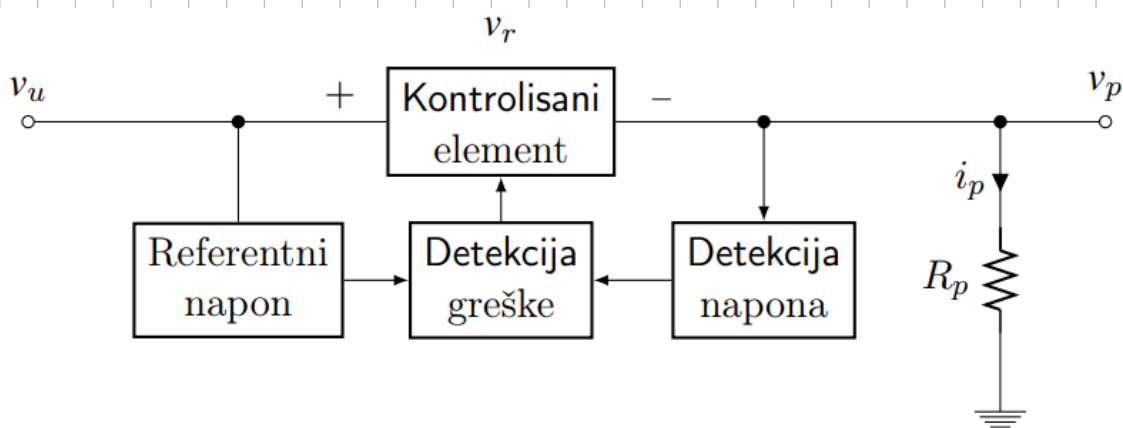 v_r
v_u
+
Kontrolisani
element
–
v_p
i_p
Referentni
napon
Detekcija
greške
Detekcija
napona
R_p